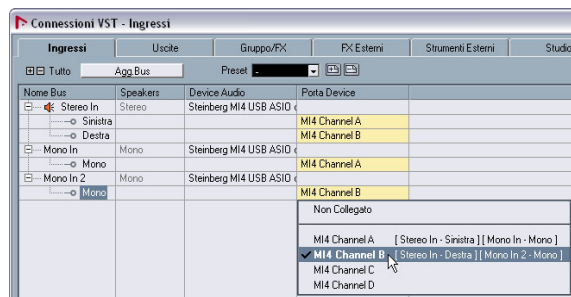 Connessioni VST - Ingressi
Ingressi Uscite Gruppo/FX FX Esterni Strumenti Esterni Studio
Tutto Agg.Bus Preset -
Nome Bus Speakers Device Audio Porta Device
Stereo In Stereo Steinberg MI4 USB ASIO
Sinistra MI4 Channel A
Destra MI4 Channel B
Mono In Mono Steinberg MI4 USB ASIO
Mono MI4 Channel A
Mono In 2 Mono Steinberg MI4 USB ASIO
Mono MI4 Channel B
Non Collegato
MI4 Channel A [ Stereo In - Sinistra ] [ Mono In - Mono ]
MI4 Channel B [ Stereo In - Destra ] [ Mono In 2 - Mono ]
MI4 Channel C
MI4 Channel D